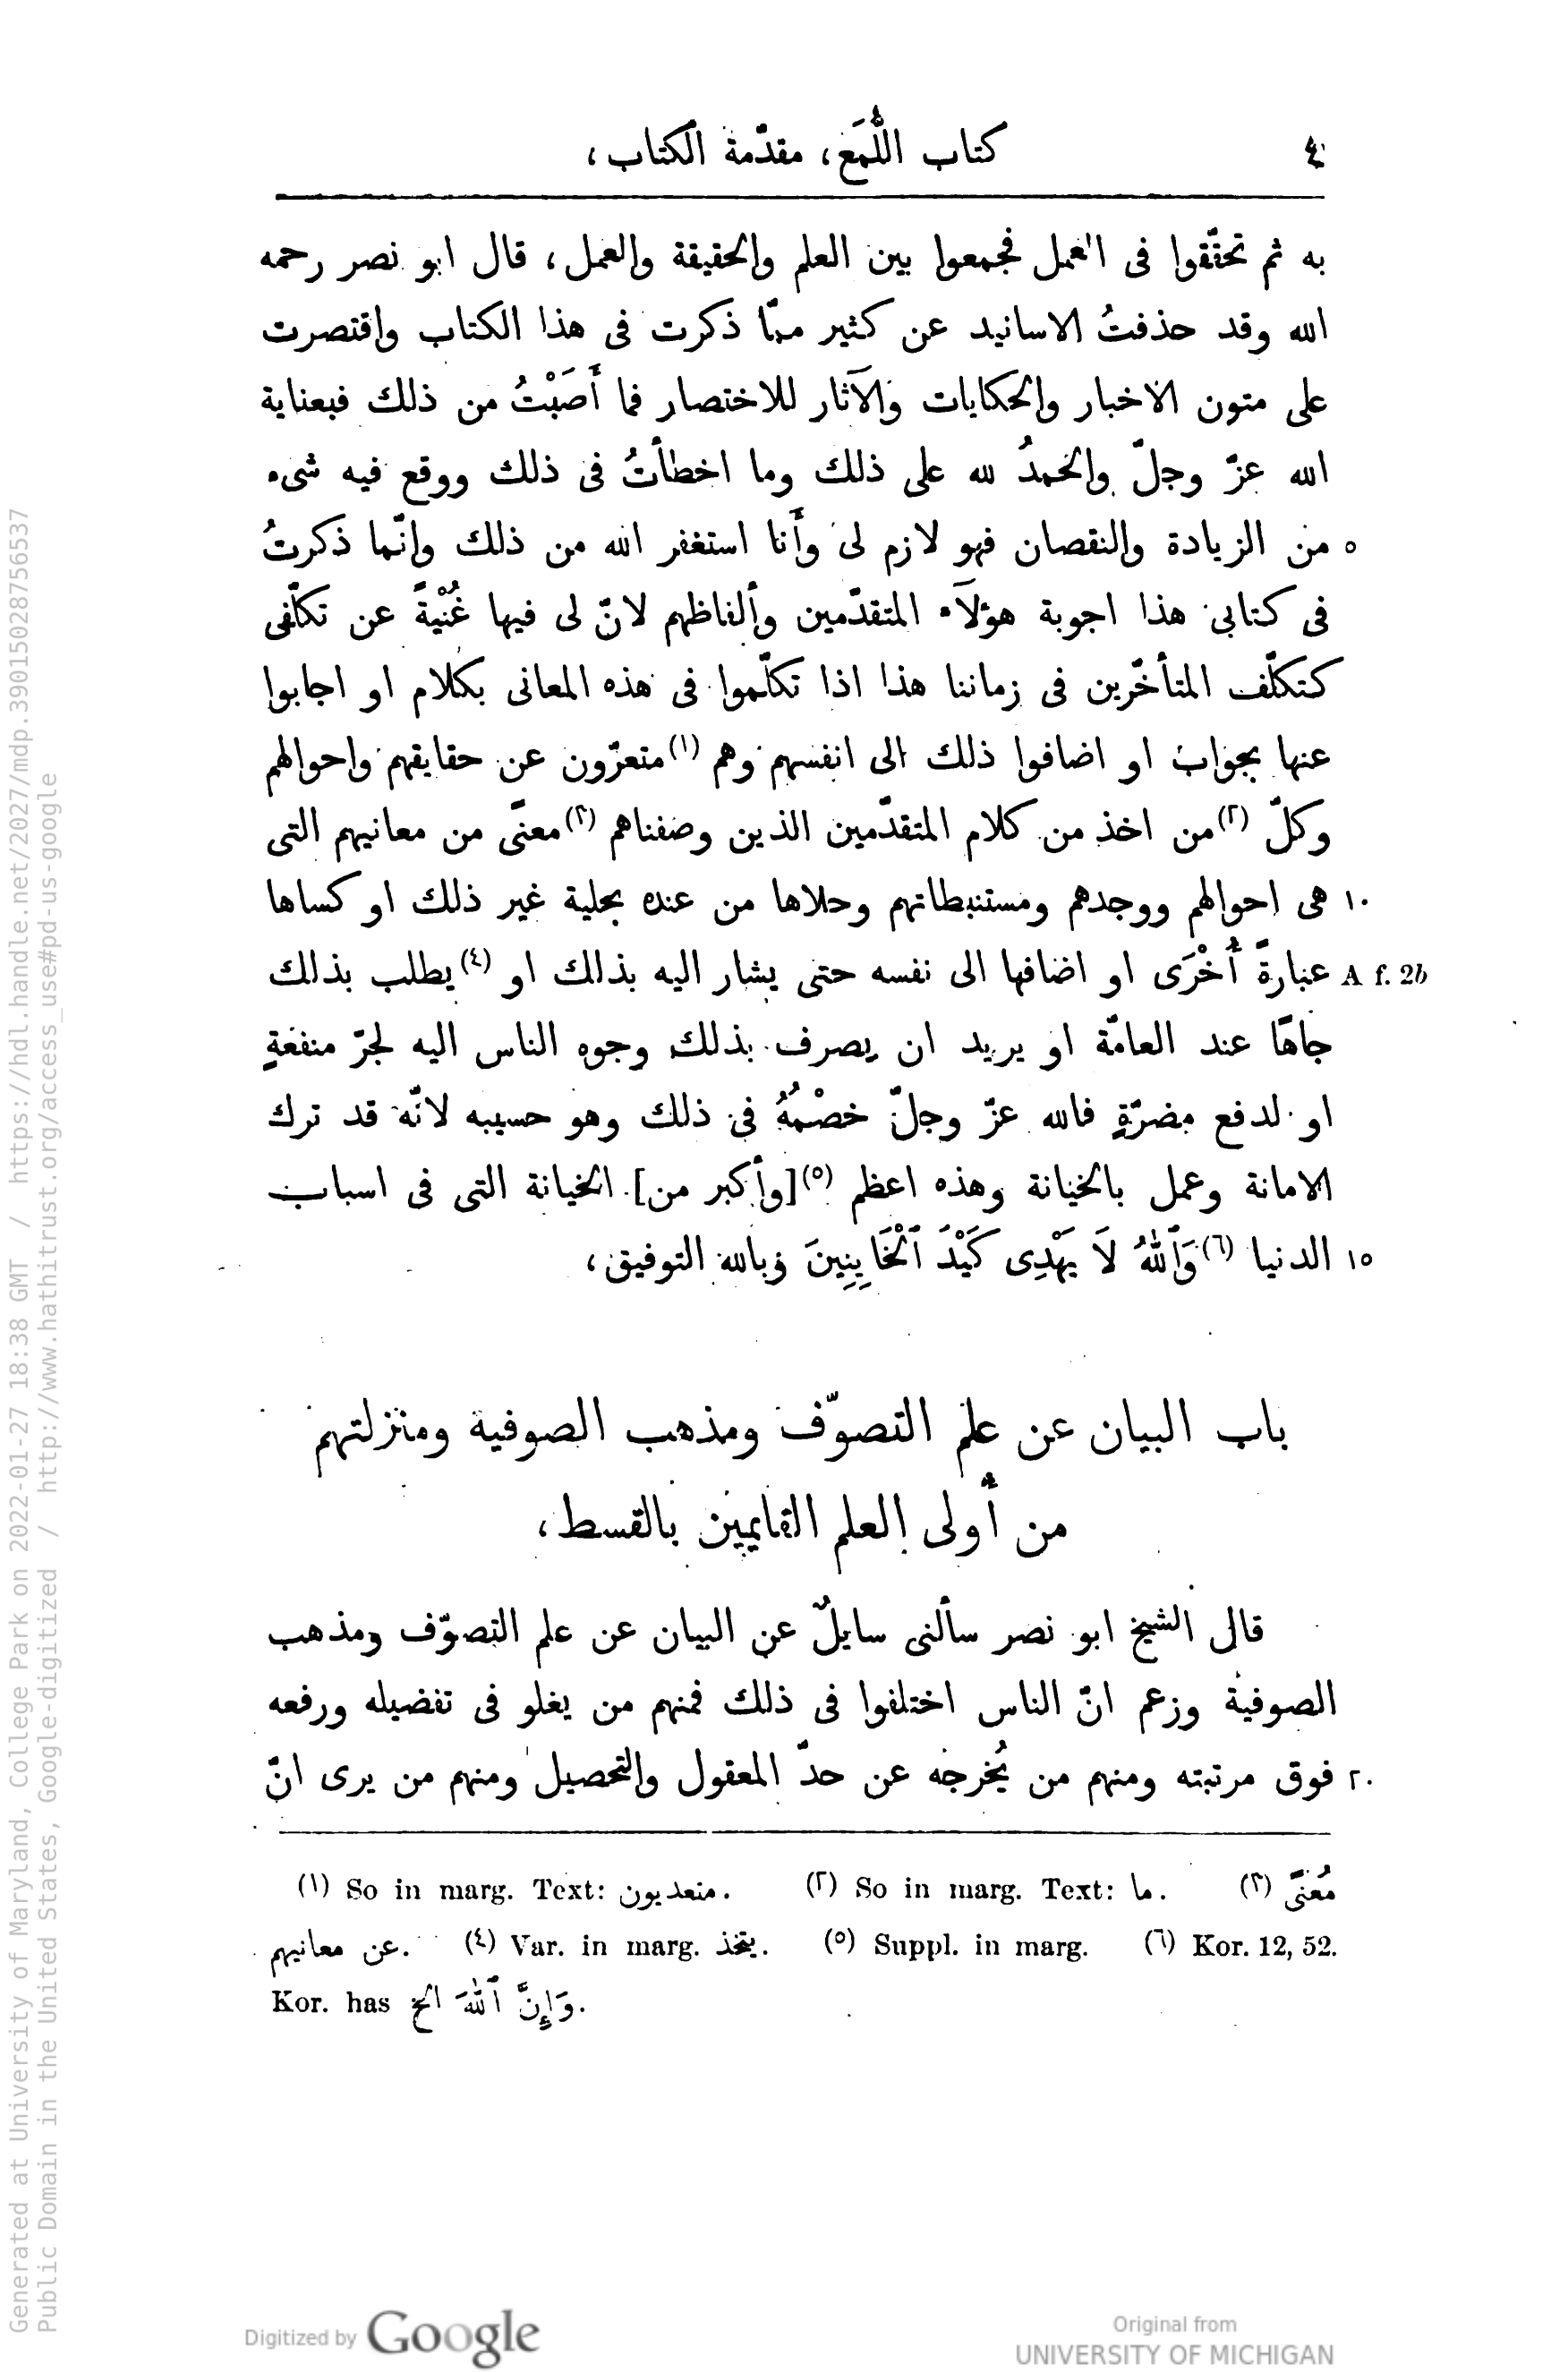 ٤ كتاب اللُّمَع، مقدّمة الكتاب،
به ثم تحقّقوا فى العمل فجمعوا بين العلم والحقيقة والعمل، قال ابو نصر رحمه
الله وقد حذفتُ الاسانيد عن كثير ممّا ذكرت فى هذا الكتاب واقتصرت
على متون الاخبار والحكايات والآثار للاختصار فما أَصَبْتُ من ذلك فبعناية
الله عزّ وجلّ والحمدُ لله على ذلك وما اخطأتُ فى ذلك ووقع فيه شىء
٥ من الزيادة والنقصان فهو لازم لى وأنا استغفر الله من ذلك وإنّما ذكرتُ
فى كتابى هذا اجوبة هؤلآء المتقدّمين وألفاظهم لانّ لى فيها غُنْيةً عن تكلّفى
كتكلّف المتأخّرين فى زماننا هذا اذا تكلّموا فى هذه المعانى بكلام او اجابوا
عنها بجواب او اضافوا ذلك الى انفسهم وهم (١)متعرّون عن حقايقهم واحوالهم
وكلّ (٢)من اخذ من كلام المتقدّمين الذين وصفناهم (٣)معنًى من معانيهم التى
١٠ هى احوالهم ووجدهم ومستنبطاتهم وحلاها من عنده بحلية غير ذلك او كساها
A f. 2b عبارةً أُخْرَى او اضافها الى نفسه حتى يشار اليه بذلك او (٤)يطلب بذلك
جاهًا عند العامّة او يريد ان يصرف بذلك وجوه الناس اليه لجرّ منفعةٍ
او لدفع مضرّةٍ فالله عزّ وجلّ خصْمُهُ فى ذلك وهو حسيبه لانّه قد ترك
الامانة وعمل بالخيانة وهذه اعظم (٥)[وأكبر من] الخيانة التى فى اسباب
١٥ الدنيا (٦)وَٱللهُ لَا يَهْدِى كَيْدَ ٱلْخَايِنِينَ وبالله التوفيق،
باب البيان عن علم التصوّف ومذهب الصوفية ومنزلتهم
من أُولى العلم القايمين بالقسط،
قال الشيخ ابو نصر سألنى سايلٌ عن البيان عن علم التصوّف ومذهب
الصوفية وزعم انّ الناس اختلفوا فى ذلك فمنهم من يغلو فى تفضيله ورفعه
٢٠ فوق مرتبته ومنهم من يُخرجه عن حدّ المعقول والتحصيل ومنهم من يرى انّ
(١) So in marg. Text: متعديون. (٢) So in marg. Text: ما. (٣) مُعَنًّى
عن معانيهم. (٤) Var. in marg. يتخذ. (٥) Suppl. in marg. (٦) Kor. 12, 52.
Kor. has وَإِنَّ ٱللهَ الخ.
Generated at University of Maryland, College Park on 2022-01-27 18:38 GMT / https://hdl.handle.net/2027/mdp.39015028756537
Public Domain in the United States, Google-digitized / http://www.hathitrust.org/access_use#pd-us-google
Digitized by Google
Original from
UNIVERSITY OF MICHIGAN